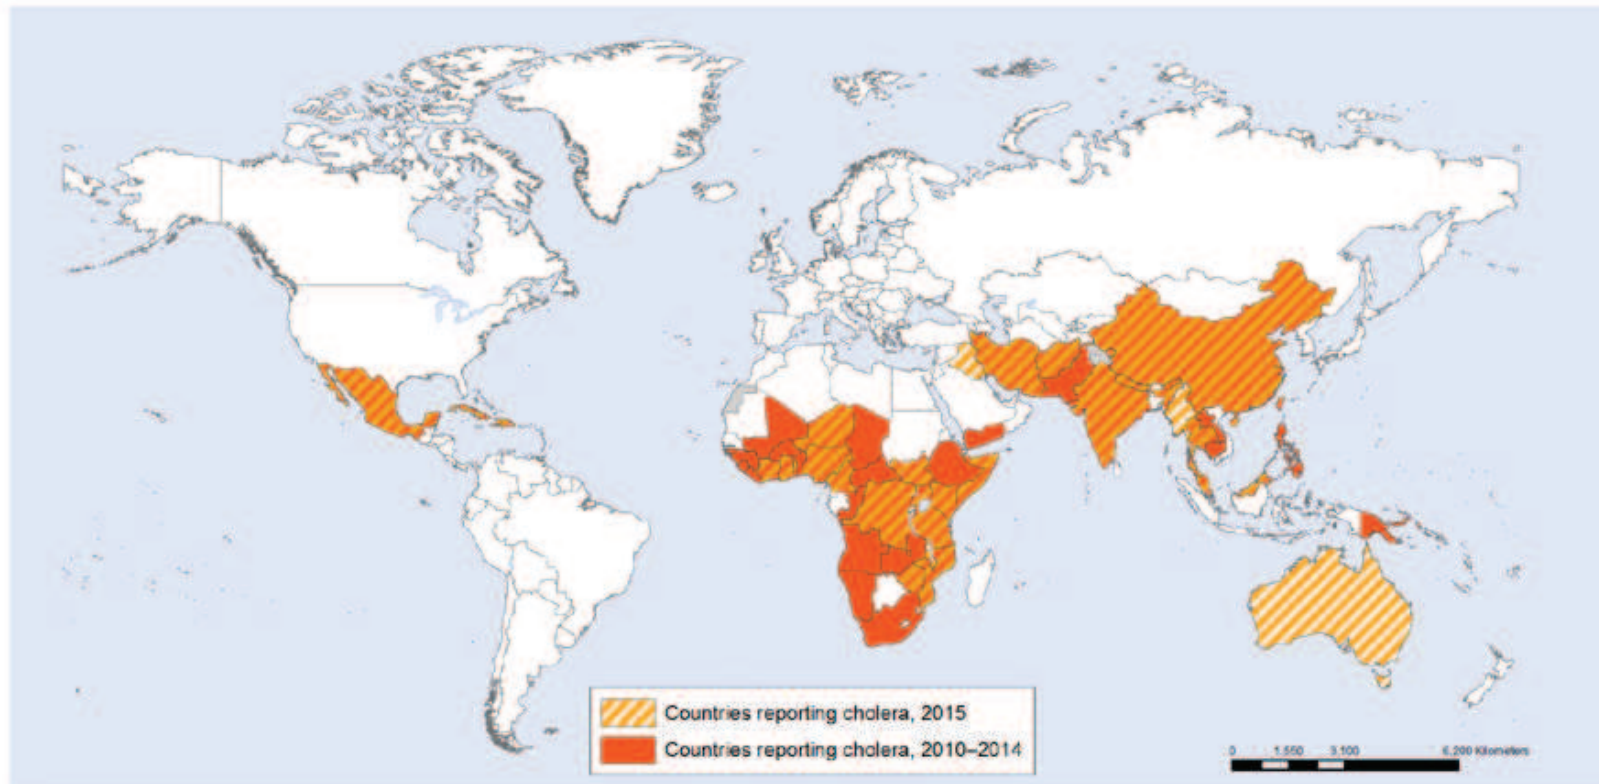 Countries reporting cholera, 2015
Countries reporting cholera, 2010–2014
0 1,550 3,100 6,200 Kilometers